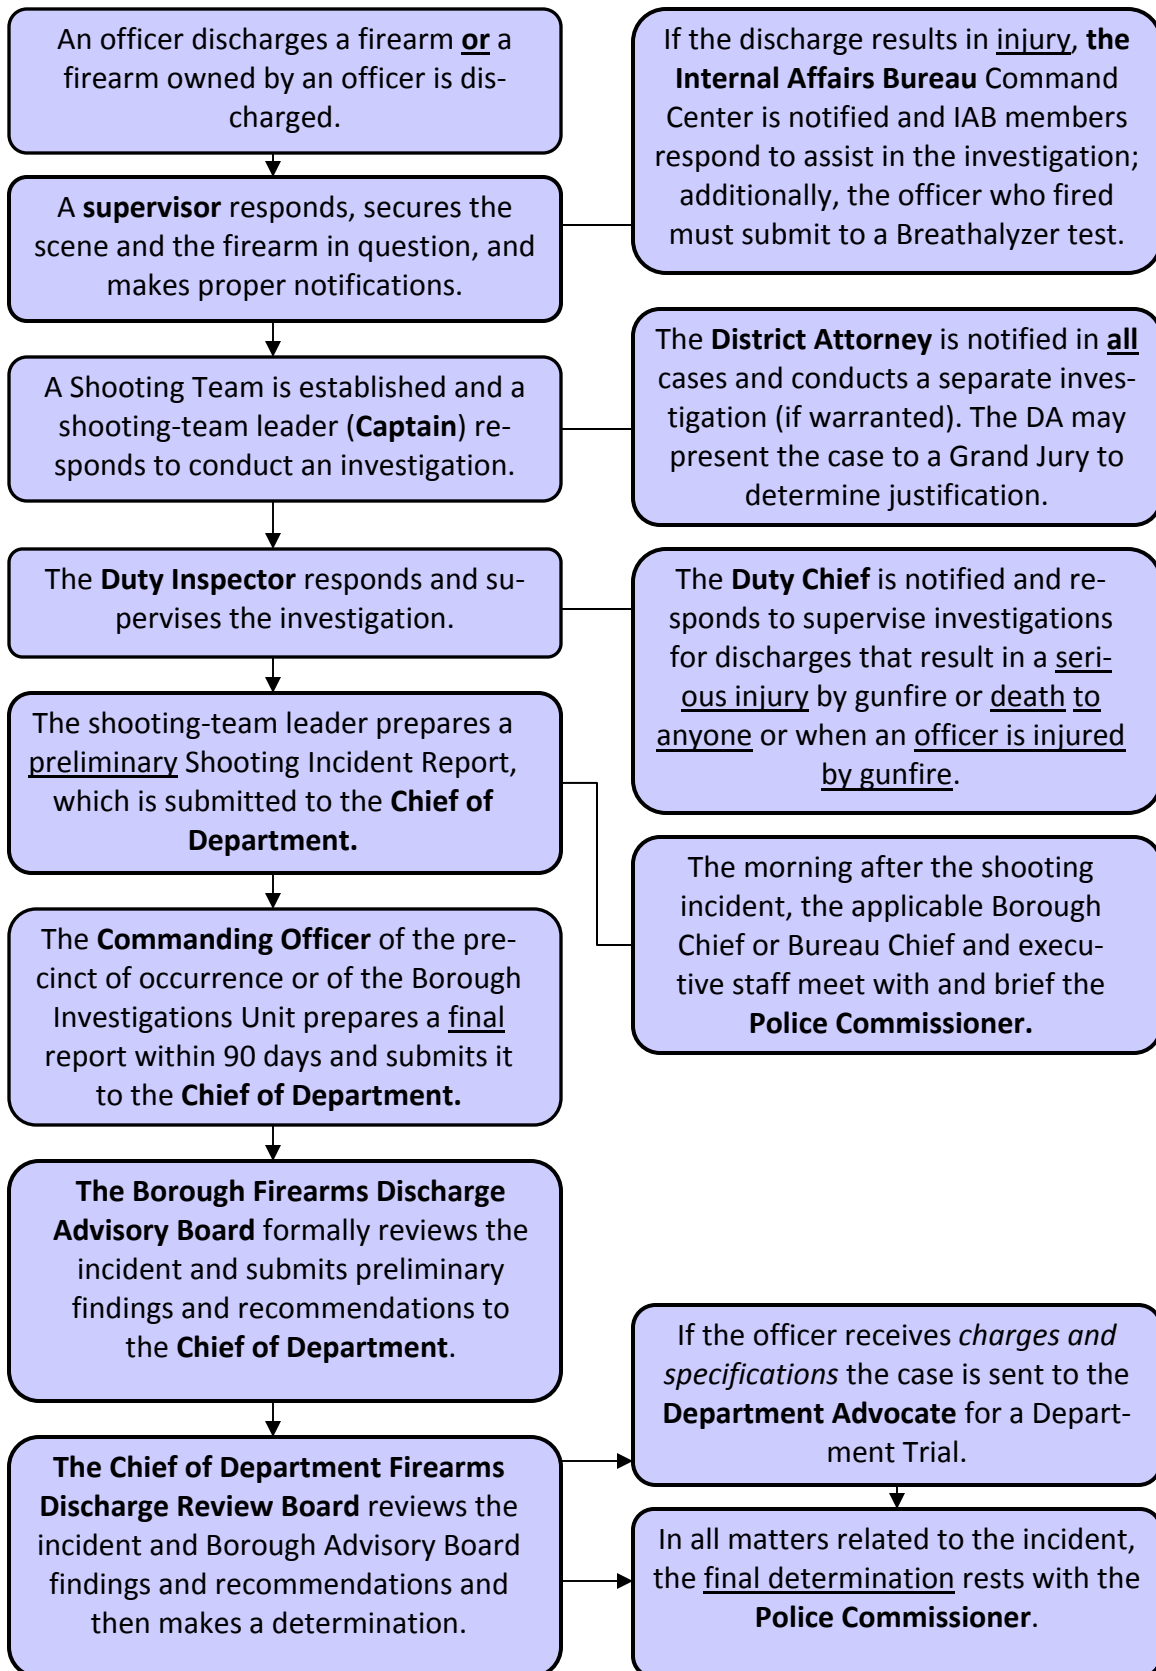 An officer discharges a firearm or a
firearm owned by an officer is dis-
charged.
If the discharge results in injury, the
Internal Affairs Bureau Command
Center is notified and IAB members
respond to assist in the investigation;
additionally, the officer who fired
must submit to a Breathalyzer test.
A supervisor responds, secures the
scene and the firearm in question, and
makes proper notifications.
The District Attorney is notified in all
cases and conducts a separate inves-
tigation (if warranted). The DA may
present the case to a Grand Jury to
determine justification.
A Shooting Team is established and a
shooting-team leader (Captain) re-
sponds to conduct an investigation.
The Duty Inspector responds and su-
pervises the investigation.
The Duty Chief is notified and re-
sponds to supervise investigations
for discharges that result in a seri-
ous injury by gunfire or death to
anyone or when an officer is injured
by gunfire.
The shooting-team leader prepares a
preliminary Shooting Incident Report,
which is submitted to the Chief of
Department.
The morning after the shooting
incident, the applicable Borough
Chief or Bureau Chief and execu-
tive staff meet with and brief the
Police Commissioner.
The Commanding Officer of the pre-
cinct of occurrence or of the Borough
Investigations Unit prepares a final
report within 90 days and submits it
to the Chief of Department.
The Borough Firearms Discharge
Advisory Board formally reviews the
incident and submits preliminary
findings and recommendations to
the Chief of Department.
If the officer receives charges and
specifications the case is sent to the
Department Advocate for a Depart-
ment Trial.
The Chief of Department Firearms
Discharge Review Board reviews the
incident and Borough Advisory Board
findings and recommendations and
then makes a determination.
In all matters related to the incident,
the final determination rests with the
Police Commissioner.